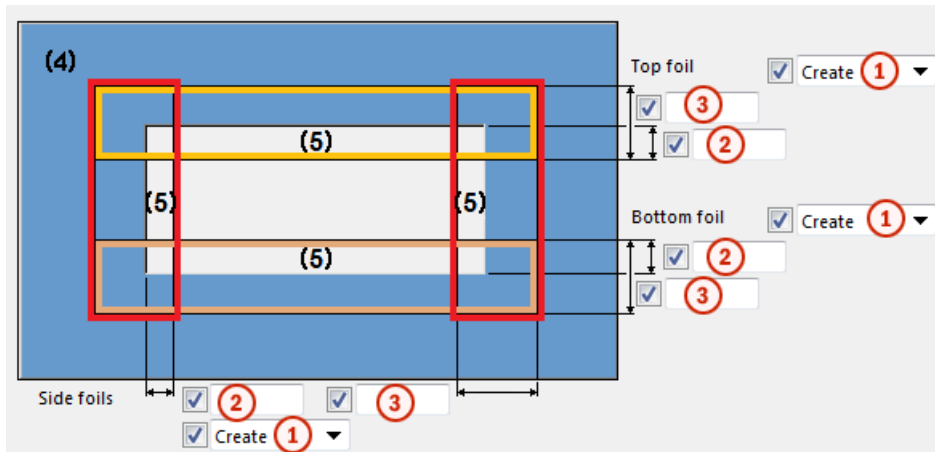 (4)
Top foil
Create 1
3
(5)
2
(5)
(5)
Bottom foil
Create 1
2
(5)
3
Side foils
2
3
Create 1